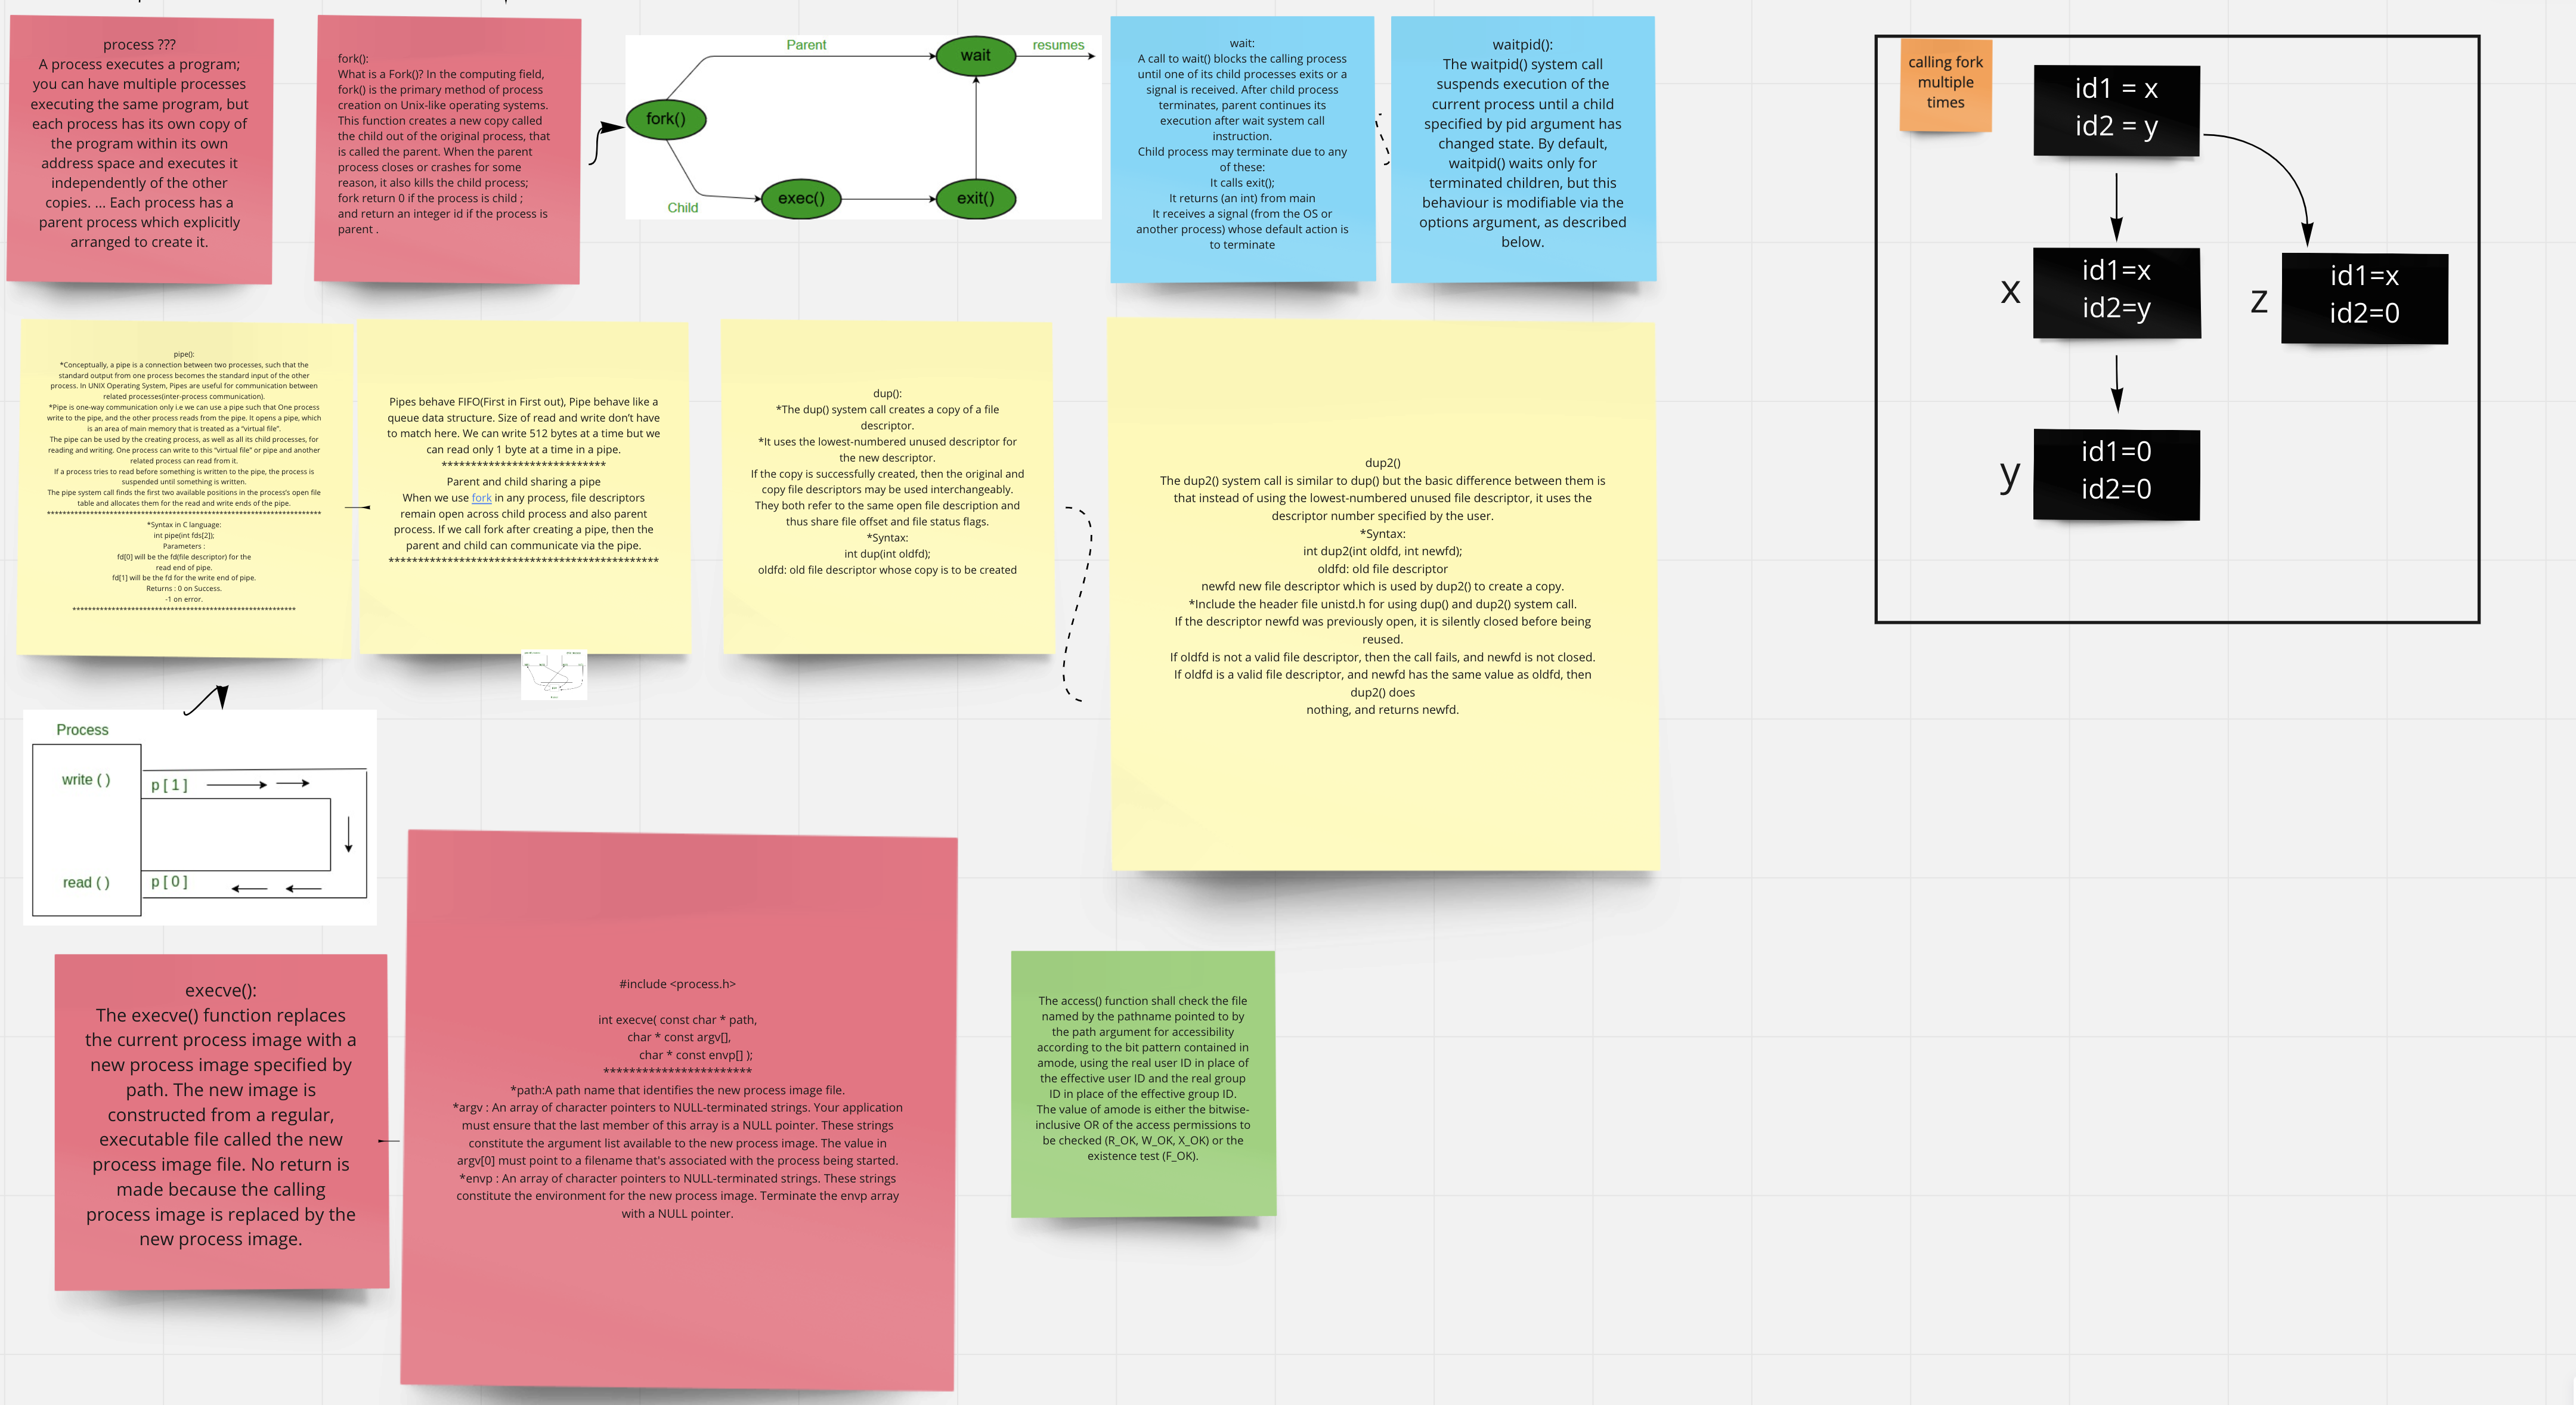 process ???
A process executes a program;
you can have multiple processes
executing the same program, but
each process has its own copy of
the program within its own
address space and executes it
independently of the other
copies. ... Each process has a
parent process which explicitly
arranged to create it.
fork():
What is a Fork()? In the computing field,
fork() is the primary method of process
creation on Unix-like operating systems.
This function creates a new copy called
the child out of the original process, that
is called the parent. When the parent
process closes or crashes for some
reason, it also kills the child process;
fork return 0 if the process is child ;
and return an integer id if the process is
parent .
Parent
wait
resumes
fork()
Child
exec()
exit()
wait:
A call to wait() blocks the calling process
until one of its child processes exits or a
signal is received. After child process
terminates, parent continues its
execution after wait system call
instruction.
Child process may terminate due to any
of these:
It calls exit();
It returns (an int) from main
It receives a signal (from the OS or
another process) whose default action is
to terminate
waitpid():
The waitpid() system call
suspends execution of the
current process until a child
specified by pid argument has
changed state. By default,
waitpid() waits only for
terminated children, but this
behaviour is modifiable via the
options argument, as described
below.
calling fork
multiple
times
id1 = x
id2 = y
x
id1=x
id2=y
z
id1=x
id2=0
y
id1=0
id2=0
pipe():
*Conceptually, a pipe is a connection between two processes, such that the
standard output from one process becomes the standard input of the other
process. In UNIX Operating System, Pipes are useful for communication between
related processes(inter-process communication).
*Pipe is one-way communication only i.e we can use a pipe such that One process
write to the pipe, and the other process reads from the pipe. It opens a pipe, which
is an area of main memory that is treated as a "virtual file".
The pipe can be used by the creating process, as well as all its child processes, for
reading and writing. One process can write to this "virtual file" or pipe and another
related process can read from it.
If a process tries to read before something is written to the pipe, the process is
suspended until something is written.
The pipe system call finds the first two available positions in the process's open file
table and allocates them for the read and write ends of the pipe.
**********************************************************************
*Syntax in C language:
int pipe(int fds[2]);
Parameters :
fd[0] will be the fd(file descriptor) for the
read end of pipe.
fd[1] will be the fd for the write end of pipe.
Returns : 0 on Success.
-1 on error.
*********************************************************
Pipes behave FIFO(First in First out), Pipe behave like a
queue data structure. Size of read and write don't have
to match here. We can write 512 bytes at a time but we
can read only 1 byte at a time in a pipe.
****************************
Parent and child sharing a pipe
When we use fork in any process, file descriptors
remain open across child process and also parent
process. If we call fork after creating a pipe, then the
parent and child can communicate via the pipe.
**********************************************
dup():
*The dup() system call creates a copy of a file
descriptor.
*It uses the lowest-numbered unused descriptor for
the new descriptor.
If the copy is successfully created, then the original and
copy file descriptors may be used interchangeably.
They both refer to the same open file description and
thus share file offset and file status flags.
*Syntax:
int dup(int oldfd);
oldfd: old file descriptor whose copy is to be created
dup2()
The dup2() system call is similar to dup() but the basic difference between them is
that instead of using the lowest-numbered unused file descriptor, it uses the
descriptor number specified by the user.
*Syntax:
int dup2(int oldfd, int newfd);
oldfd: old file descriptor
newfd new file descriptor which is used by dup2() to create a copy.
*Include the header file unistd.h for using dup() and dup2() system call.
If the descriptor newfd was previously open, it is silently closed before being
reused.
If oldfd is not a valid file descriptor, then the call fails, and newfd is not closed.
If oldfd is a valid file descriptor, and newfd has the same value as oldfd, then
dup2() does
nothing, and returns newfd.
Process
write ( )
p [ 1 ]
read ( )
p [ 0 ]
execve():
The execve() function replaces
the current process image with a
new process image specified by
path. The new image is
constructed from a regular,
executable file called the new
process image file. No return is
made because the calling
process image is replaced by the
new process image.
#include <process.h>
int execve( const char * path,
char * const argv[],
char * const envp[] );
************************
*path:A path name that identifies the new process image file.
*argv : An array of character pointers to NULL-terminated strings. Your application
must ensure that the last member of this array is a NULL pointer. These strings
constitute the argument list available to the new process image. The value in
argv[0] must point to a filename that's associated with the process being started.
*envp : An array of character pointers to NULL-terminated strings. These strings
constitute the environment for the new process image. Terminate the envp array
with a NULL pointer.
The access() function shall check the file
named by the pathname pointed to by
the path argument for accessibility
according to the bit pattern contained in
amode, using the real user ID in place of
the effective user ID and the real group
ID in place of the effective group ID.
The value of amode is either the bitwise-
inclusive OR of the access permissions to
be checked (R_OK, W_OK, X_OK) or the
existence test (F_OK).